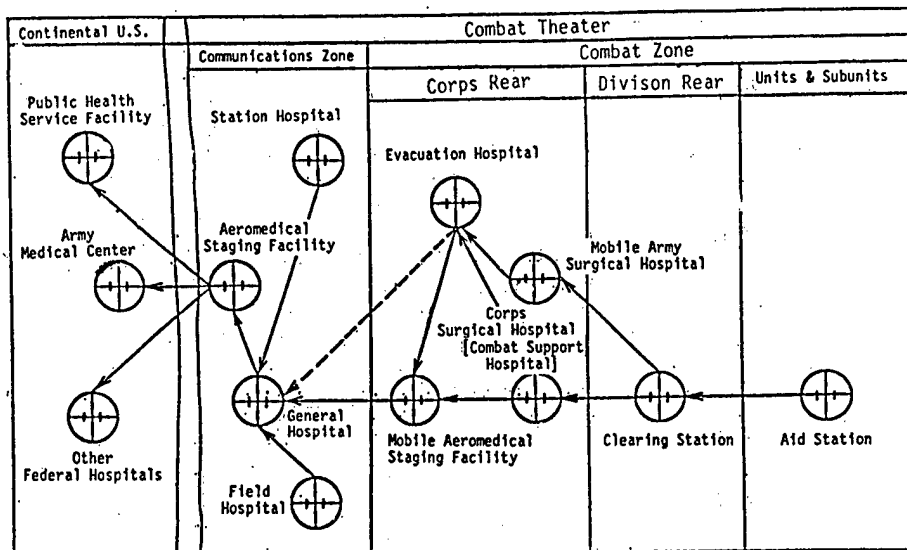 Continental U.S.
Combat Theater
Communications Zone
Combat Zone
Corps Rear
Divison Rear
Units & Subunits
Public Health
Service Facility
Station Hospital
Evacuation Hospital
Army
Medical Center
Aeromedical
Staging Facility
Mobile Army
Surgical Hospital
Corps
Surgical Hospital
[Combat Support
Hospital]
General
Hospital
Mobile Aeromedical
Staging Facility
Clearing Station
Aid Station
Other
Federal Hospitals
Field
Hospital